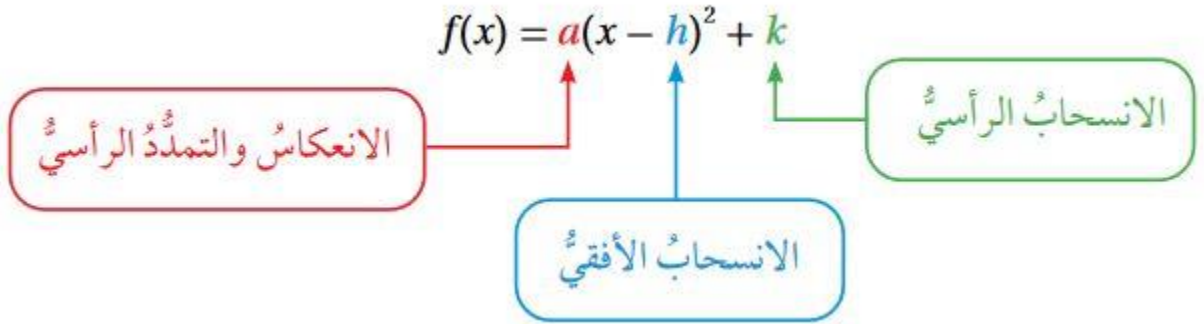 f(x) = a(x − h)² + k
الانسحابُ الرأسيُّ
الانعكاسُ والتمدُّدُ الرأسيُّ
الانسحابُ الأفقيُّ